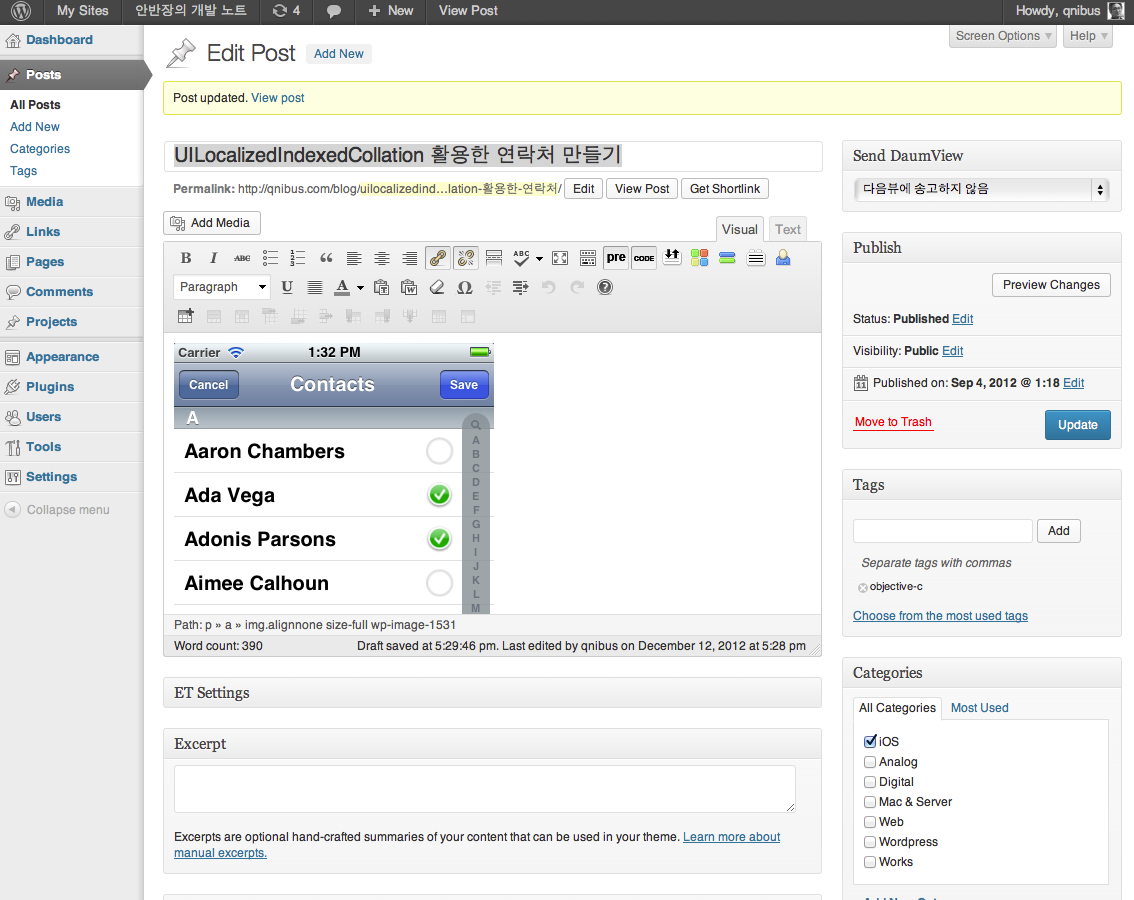 My Sites 안반장의 개발 노트 4 + New View Post Howdy, qnibus
Dashboard
Posts
All Posts
Add New
Categories
Tags
Media
Links
Pages
Comments
Projects
Appearance
Plugins
Users
Tools
Settings
Collapse menu
Screen Options Help
Edit Post Add New
Post updated. View post
UILocalizedIndexedCollation 활용한 연락처 만들기
Permalink: http://qnibus.com/blog/uilocalizedind…lation-활용한-연락처/ Edit View Post Get Shortlink
Add Media Visual Text
B I ABC ABC pre CODE
Paragraph U A Ω
Carrier 1:32 PM
Cancel Contacts Save
A
Aaron Chambers
Ada Vega
Adonis Parsons
Aimee Calhoun
A
B
C
D
E
F
G
H
I
J
K
L
M
Path: p » a » img.alignnone size-full wp-image-1531
Word count: 390 Draft saved at 5:29:46 pm. Last edited by qnibus on December 12, 2012 at 5:28 pm
ET Settings
Excerpt
Excerpts are optional hand-crafted summaries of your content that can be used in your theme. Learn more about
manual excerpts.
Send DaumView
다음뷰에 송고하지 않음
Publish
Preview Changes
Status: Published Edit
Visibility: Public Edit
11 Published on: Sep 4, 2012 @ 1:18 Edit
Move to Trash Update
Tags
Add
Separate tags with commas
objective-c
Choose from the most used tags
Categories
All Categories Most Used
iOS
Analog
Digital
Mac & Server
Web
Wordpress
Works